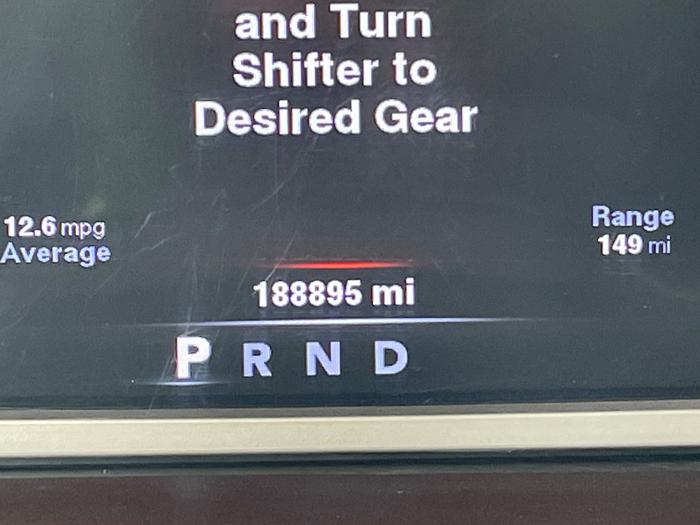 and Turn
Shifter to
Desired Gear
12.6 mpg
Average
Range
149 mi
188895 mi
P R N D